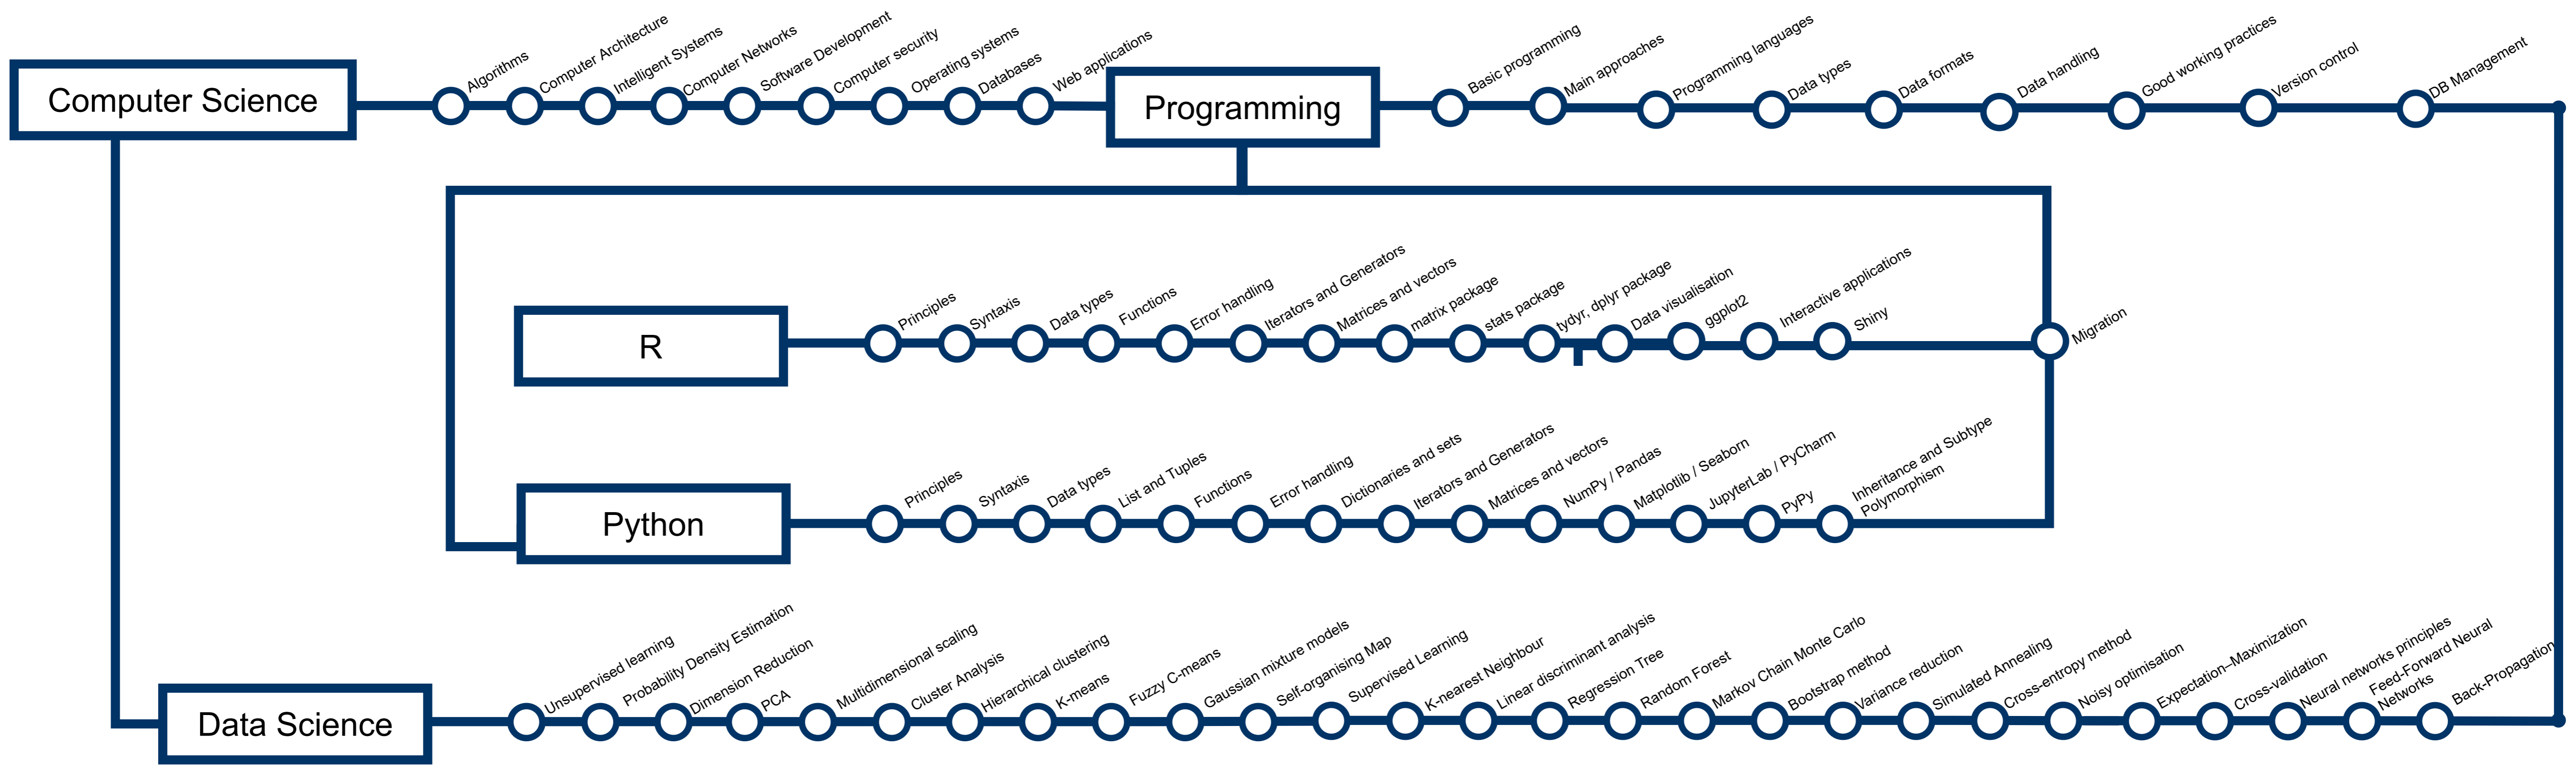 Computer Science
Algorithms
Computer Architecture
Intelligent Systems
Computer Networks
Software Development
Computer security
Operating systems
Databases
Web applications
Programming
Basic programming
Main approaches
Programming languages
Data types
Data formats
Data handling
Good working practices
Version control
DB Management
R
Principles
Syntaxis
Data types
Functions
Error handling
Iterators and Generators
Matrices and vectors
matrix package
stats package
tydyr, dplyr package
Data visualisation
ggplot2
Interactive applications
Shiny
Migration
Python
Principles
Syntaxis
Data types
List and Tuples
Functions
Error handling
Dictionaries and sets
Iterators and Generators
Matrices and vectors
NumPy / Pandas
Matplotlib / Seaborn
JupyterLab / PyCharm
PyPy
Inheritance and Subtype
Polymorphism
Data Science
Unsupervised learning
Probability Density Estimation
Dimension Reduction
PCA
Multidimensional scaling
Cluster Analysis
Hierarchical clustering
K-means
Fuzzy C-means
Gaussian mixture models
Self-organising Map
Supervised Learning
K-nearest Neighbour
Linear discriminant analysis
Regression Tree
Random Forest
Markov Chain Monte Carlo
Bootstrap method
Variance reduction
Simulated Annealing
Cross-entropy method
Noisy optimisation
Expectation–Maximization
Cross-validation
Neural networks principles
Feed-Forward Neural
Networks
Back-Propagation